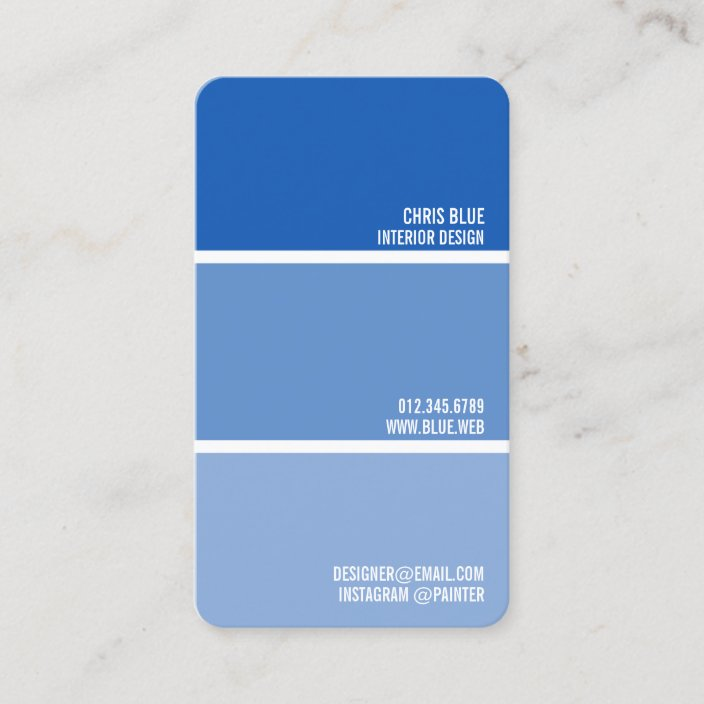 CHRIS BLUE
INTERIOR DESIGN
012.345.6789
WWW.BLUE.WEB
DESIGNER@EMAIL.COM
INSTAGRAM @PAINTER